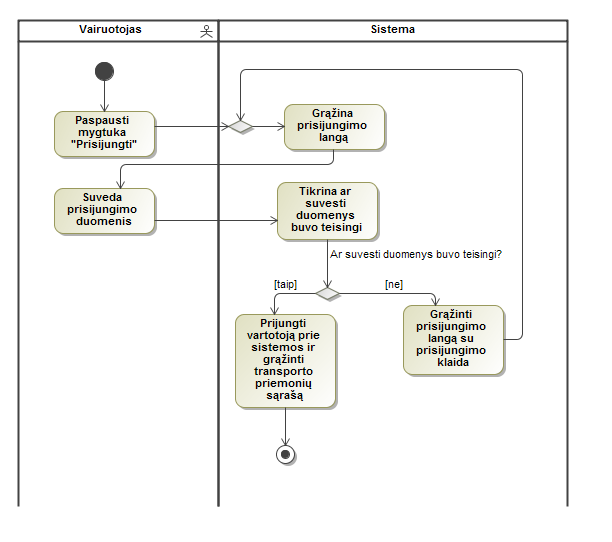 Vairuotojas
Sistema
Paspausti
mygtuka
"Prisijungti"
Grąžina
prisijungimo
langą
Suveda
prisijungimo
duomenis
Tikrina ar
suvesti
duomenys
buvo teisingi
Ar suvesti duomenys buvo teisingi?
[taip]
[ne]
Prijungti
vartotoją prie
sistemos ir
grąžinti
transporto
priemonių
sąrašą
Grąžinti
prisijungimo
langą su
prisijungimo
klaida